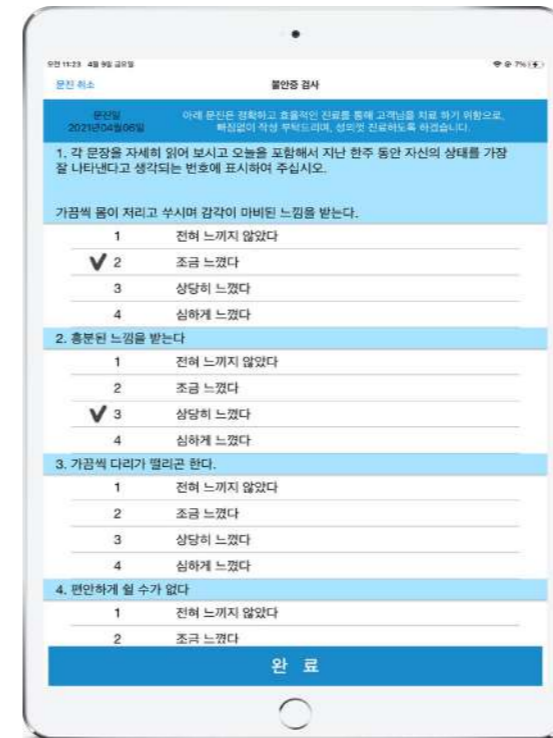 오전 11:23 4월 9일 금요일
7%
문진 취소
불안증 검사
문진일
2021년04월06일
아래 문진은 정확하고 효율적인 진료를 통해 고객님을 치료 하기 위함으로,
빠짐없이 작성 부탁드리며, 성의껏 진료하도록 하겠습니다.
1. 각 문장을 자세히 읽어 보시고 오늘을 포함해서 지난 한주 동안 자신의 상태를 가장
잘 나타낸다고 생각되는 번호에 표시하여 주십시오.
가끔씩 몸이 저리고 쑤시며 감각이 마비된 느낌을 받는다.
1 전혀 느끼지 않았다
2 조금 느꼈다
3 상당히 느꼈다
4 심하게 느꼈다
2. 흥분된 느낌을 받는다
1 전혀 느끼지 않았다
2 조금 느꼈다
3 상당히 느꼈다
4 심하게 느꼈다
3. 가끔씩 다리가 떨리곤 한다.
1 전혀 느끼지 않았다
2 조금 느꼈다
3 상당히 느꼈다
4 심하게 느꼈다
4. 편안하게 쉴 수가 없다
1 전혀 느끼지 않았다
2 조금 느꼈다
완 료